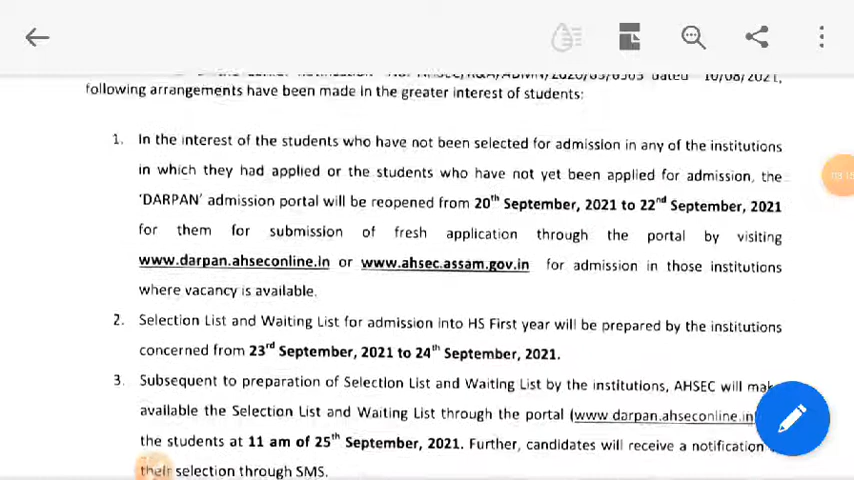 dated 10/08/2021,
following arrangements have been made in the greater interest of students:
1. In the interest of the students who have not been selected for admission in any of the institutions
in which they had applied or the students who have not yet been applied for admission, the
'DARPAN' admission portal will be reopened from 20th September, 2021 to 22nd September, 2021
for them for submission of fresh application through the portal by visiting
www.darpan.ahseconline.in or www.ahsec.assam.gov.in for admission in those institutions
where vacancy is available.
2. Selection List and Waiting List for admission into HS First year will be prepared by the institutions
concerned from 23rd September, 2021 to 24th September, 2021.
3. Subsequent to preparation of Selection List and Waiting List by the institutions, AHSEC will
available the Selection List and Waiting List through the portal (www darpan.ahseconline.in
the students at 11 am of 25th September, 2021. Further, candidates will receive a notification
their selection through SMS.